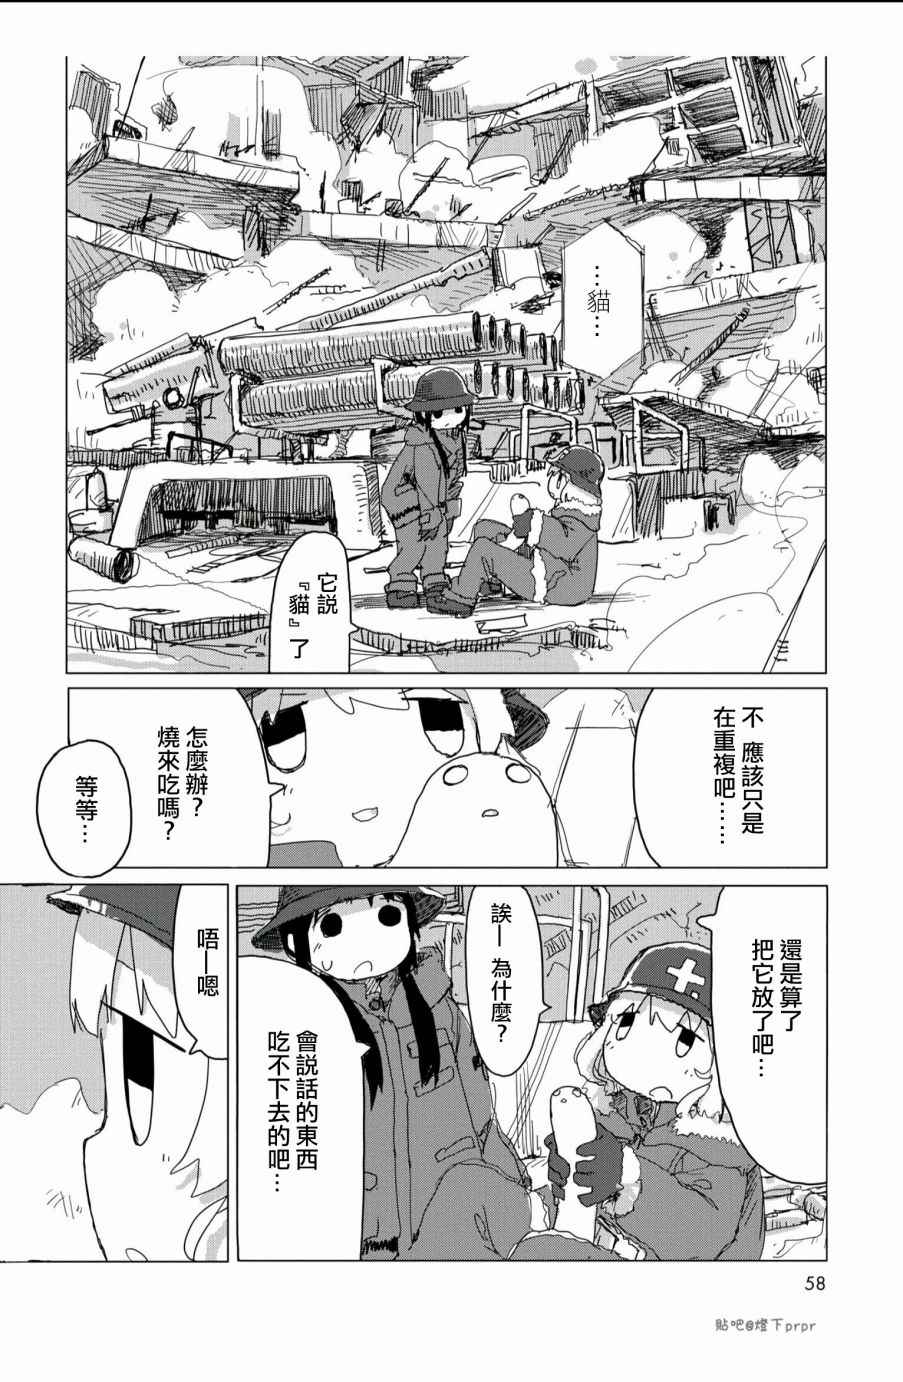 …貓…
它說
『貓』了
不 應該只是
在重複吧……
怎麼辦?
燒來吃嗎?
等等…
還是算了
把它放了吧…
誒— 為什麼?
會說話的東西
吃不下去的吧…
唔—嗯
58
貼吧@燈下prpr